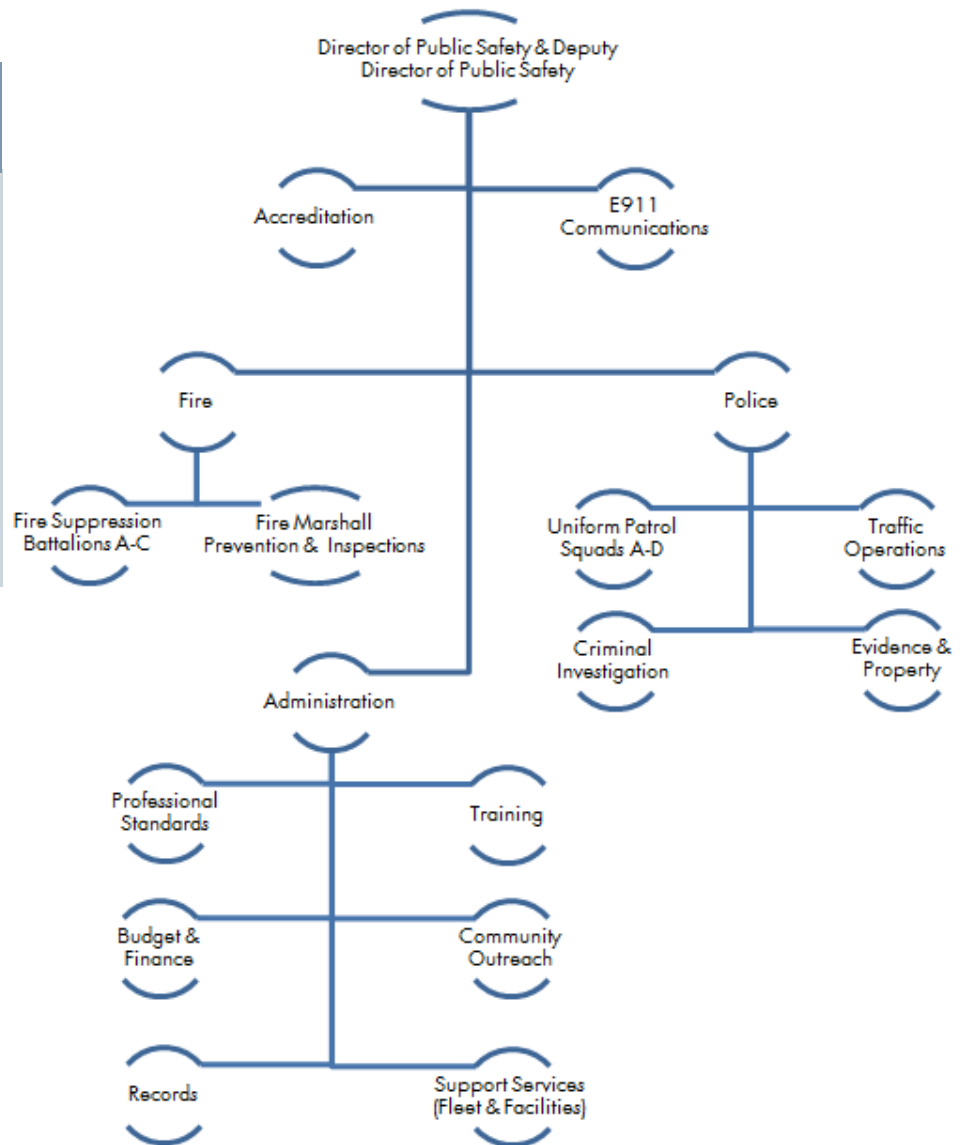 Director of Public Safety & Deputy
Director of Public Safety
Accreditation
E911
Communications
Fire
Police
Fire Suppression
Battalions A-C
Fire Marshall
Prevention & Inspections
Uniform Patrol
Squads A-D
Traffic
Operations
Criminal
Investigation
Evidence &
Property
Administration
Professional
Standards
Training
Budget &
Finance
Community
Outreach
Records
Support Services
(Fleet & Facilities)